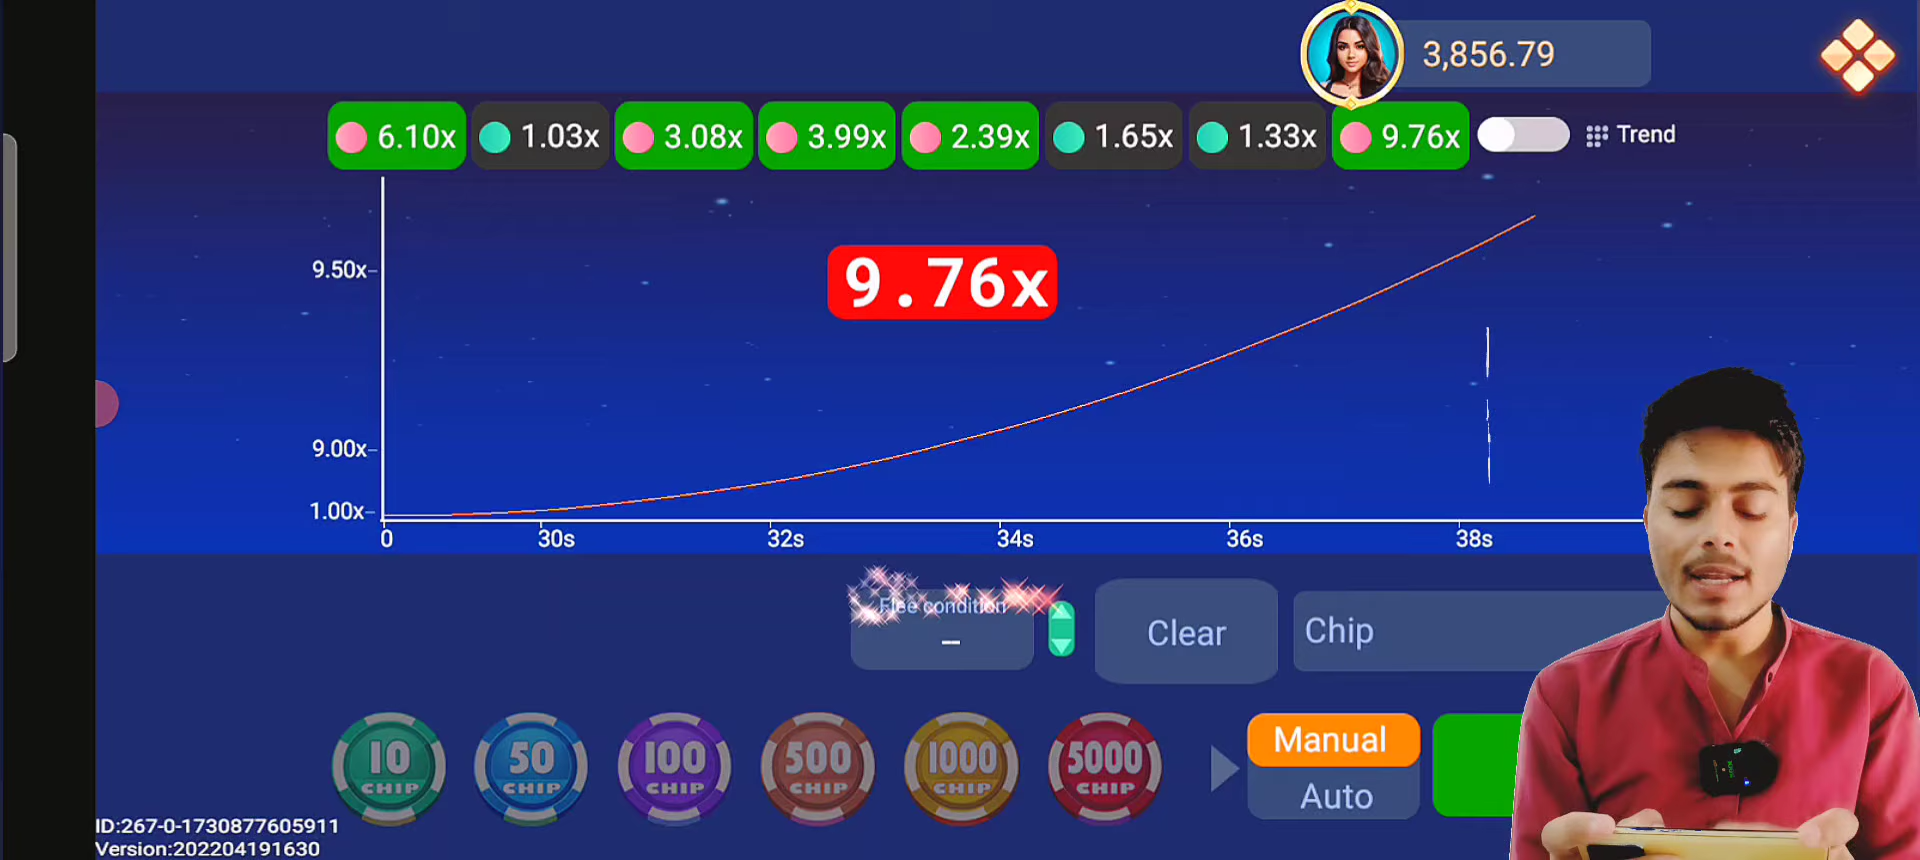 3,856.79
6.10x 1.03x 3.08x 3.99x 2.39x 1.65x 1.33x 9.76x Trend
9.50x
9.76x
9.00x
1.00x
0 30s 32s 34s 36s 38s
Flee condition
–
Clear
Chip
10 CHIP
50 CHIP
100 CHIP
500 CHIP
1000 CHIP
5000 CHIP
Manual
Auto
ID:267-0-1730877605911
Version:202204191630